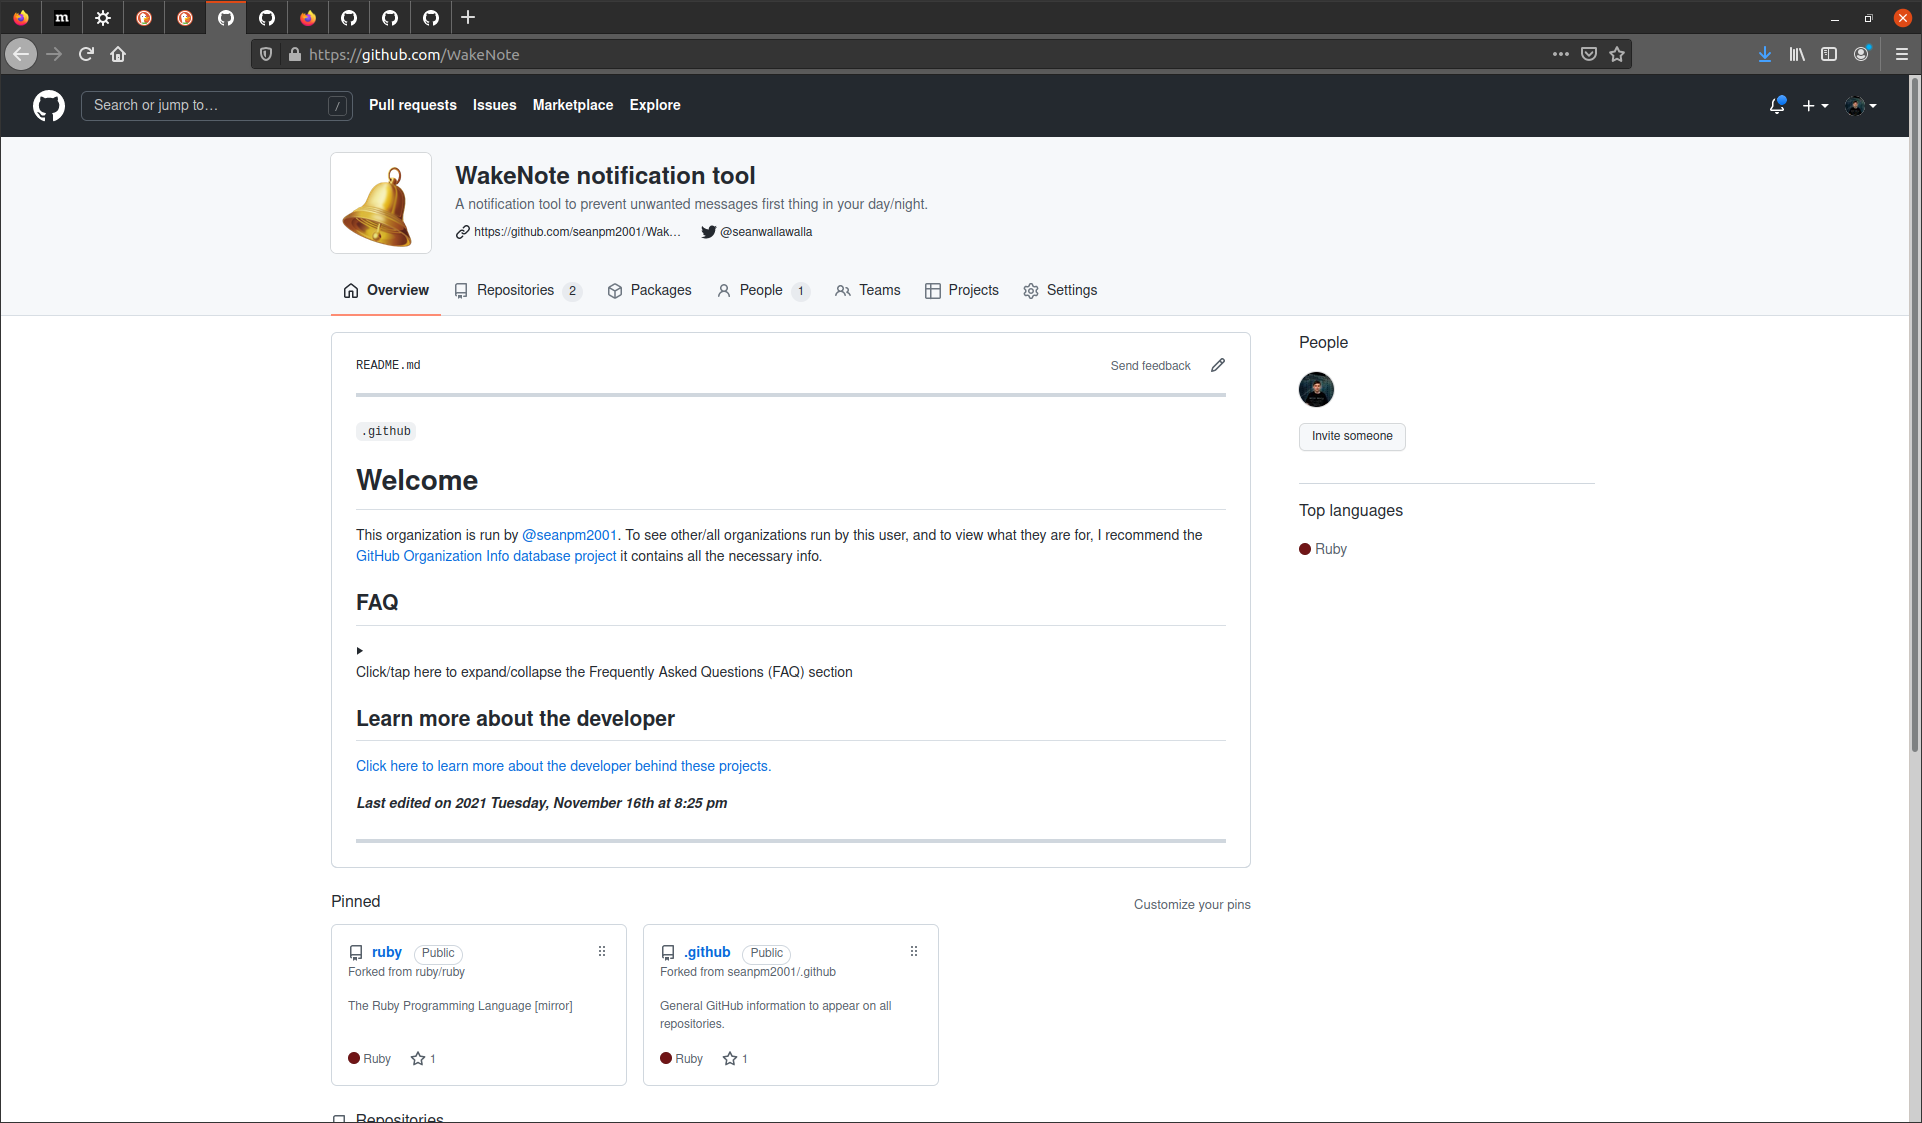 m
https://github.com/WakeNote
Search or jump to…
/
Pull requests
Issues
Marketplace
Explore
WakeNote notification tool
A notification tool to prevent unwanted messages first thing in your day/night.
https://github.com/seanpm2001/Wak…
@seanwallawalla
Overview
Repositories 2
Packages
People 1
Teams
Projects
Settings
README.md
Send feedback
.github
Welcome
This organization is run by @seanpm2001. To see other/all organizations run by this user, and to view what they are for, I recommend the
GitHub Organization Info database project it contains all the necessary info.
FAQ
Click/tap here to expand/collapse the Frequently Asked Questions (FAQ) section
Learn more about the developer
Click here to learn more about the developer behind these projects.
Last edited on 2021 Tuesday, November 16th at 8:25 pm
People
Invite someone
Top languages
Ruby
Pinned
Customize your pins
ruby Public
Forked from ruby/ruby
The Ruby Programming Language [mirror]
Ruby 1
.github Public
Forked from seanpm2001/.github
General GitHub information to appear on all
repositories.
Ruby 1
Repositories